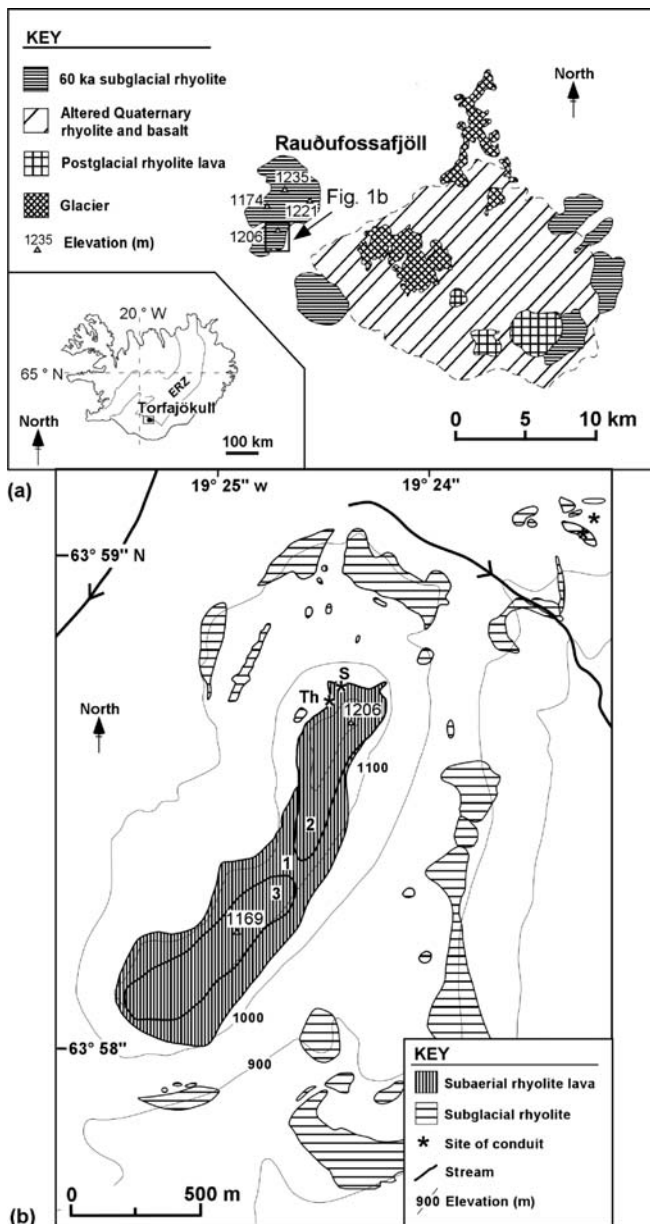 KEY
60 ka subglacial rhyolite
Altered Quaternary
rhyolite and basalt
Postglacial rhyolite lava
Glacier
1235
Elevation (m)
North
Rauðufossafjöll
1235
1174
1221
Fig. 1b
1206
20 ° W
65 ° N
ERZ
Torfajökull
North
100 km
0 5 10 km
(a)
19 25" w
19 24"
63° 59" N
North
S
Th
1206
1100
2
1
3
1169
1000
63° 58"
900
KEY
Subaerial rhyolite lava
Subglacial rhyolite
* Site of conduit
Stream
900 Elevation (m)
0 500 m
(b)